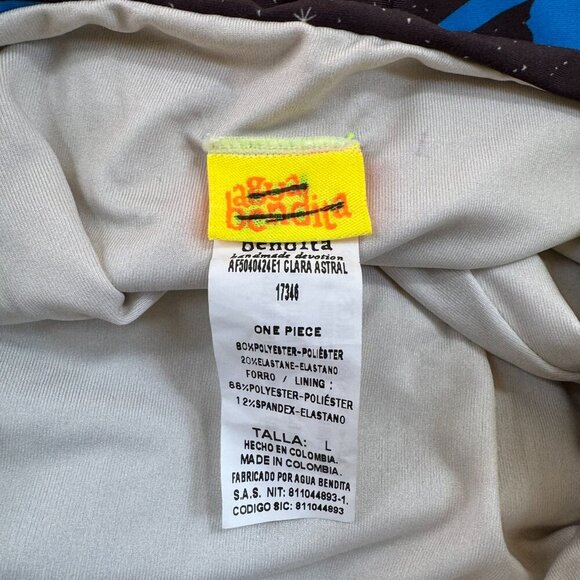 agua
bendita
bendita
handmade devotion
AF5040424E1 CLARA ASTRAL
17346
ONE PIECE
80%POLYESTER-POLIÉSTER
20%ELASTANE-ELASTANO
FORRO / LINING :
88%POLYESTER-POLIÉSTER
12%SPANDEX-ELASTANO
TALLA: L
HECHO EN COLOMBIA.
MADE IN COLOMBIA.
FABRICADO POR AGUA BENDITA
S.A.S. NIT: 811044893-1.
CODIGO SIC: 811044893